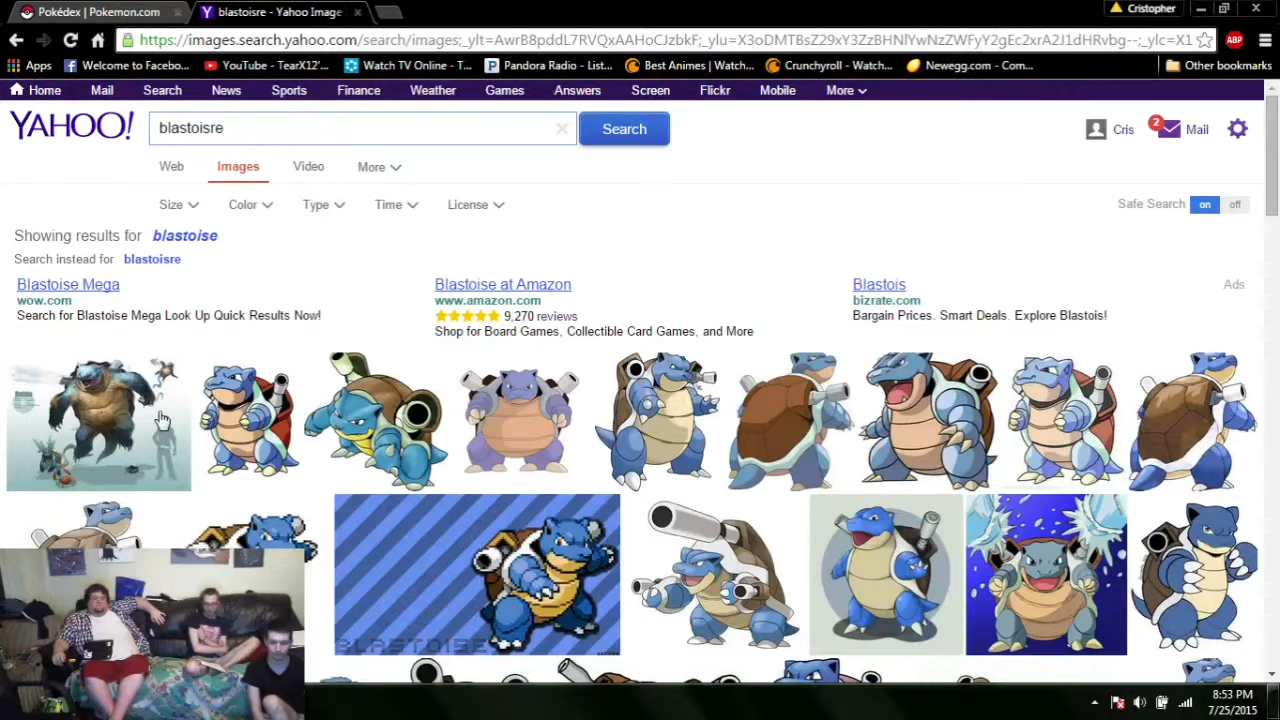 Pokédex | Pokemon.com
blastoisre - Yahoo Image
Cristopher
https://images.search.yahoo.com/search/images;_ylt=AwrB8pddL7RVQxAAHoCJzbkF;_ylu=X3oDMTBsZ29xY3ZzBHNlYwNzZWFyY2gEc2xrA2J1dHRvbg--;_ylc=X1
ABP
Apps
Welcome to Facebo...
YouTube - TearX12'...
Watch TV Online - T...
Pandora Radio - List...
Best Animes | Watch...
Crunchyroll - Watch...
Newegg.com - Com...
Other bookmarks
Home Mail Search News Sports Finance Weather Games Answers Screen Flickr Mobile More
YAHOO!
blastoisre
Search
Cris
2
Mail
Web Images Video More
Size Color Type Time License
Safe Search on off
Showing results for blastoise
Search instead for blastoisre
Blastoise Mega
wow.com
Search for Blastoise Mega Look Up Quick Results Now!
Blastoise at Amazon
www.amazon.com
9,270 reviews
Shop for Board Games, Collectible Card Games, and More
Blastois
bizrate.com
Bargain Prices. Smart Deals. Explore Blastois!
Ads
BLASTOISE
8:53 PM
7/25/2015